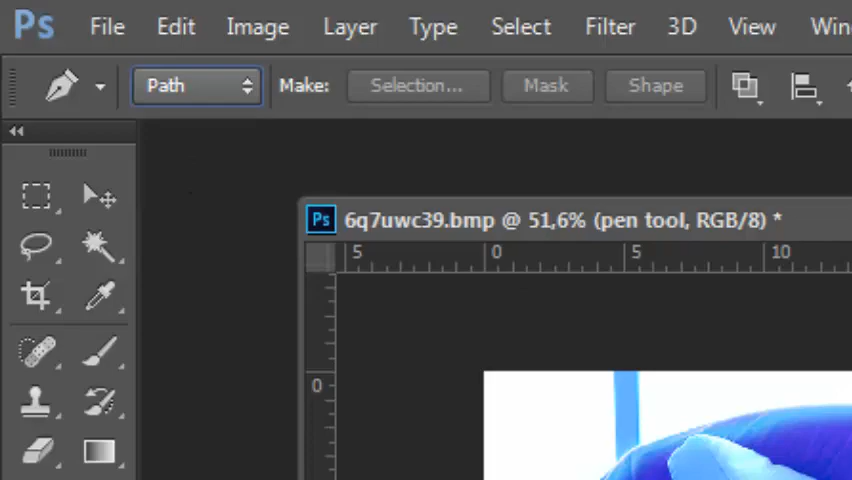 Ps File Edit Image Layer Type Select Filter 3D View
Path Make: Selection... Mask Shape
Ps 6q7uwc39.bmp @ 51,6% (pen tool, RGB/8) *
5 0 5 10
0